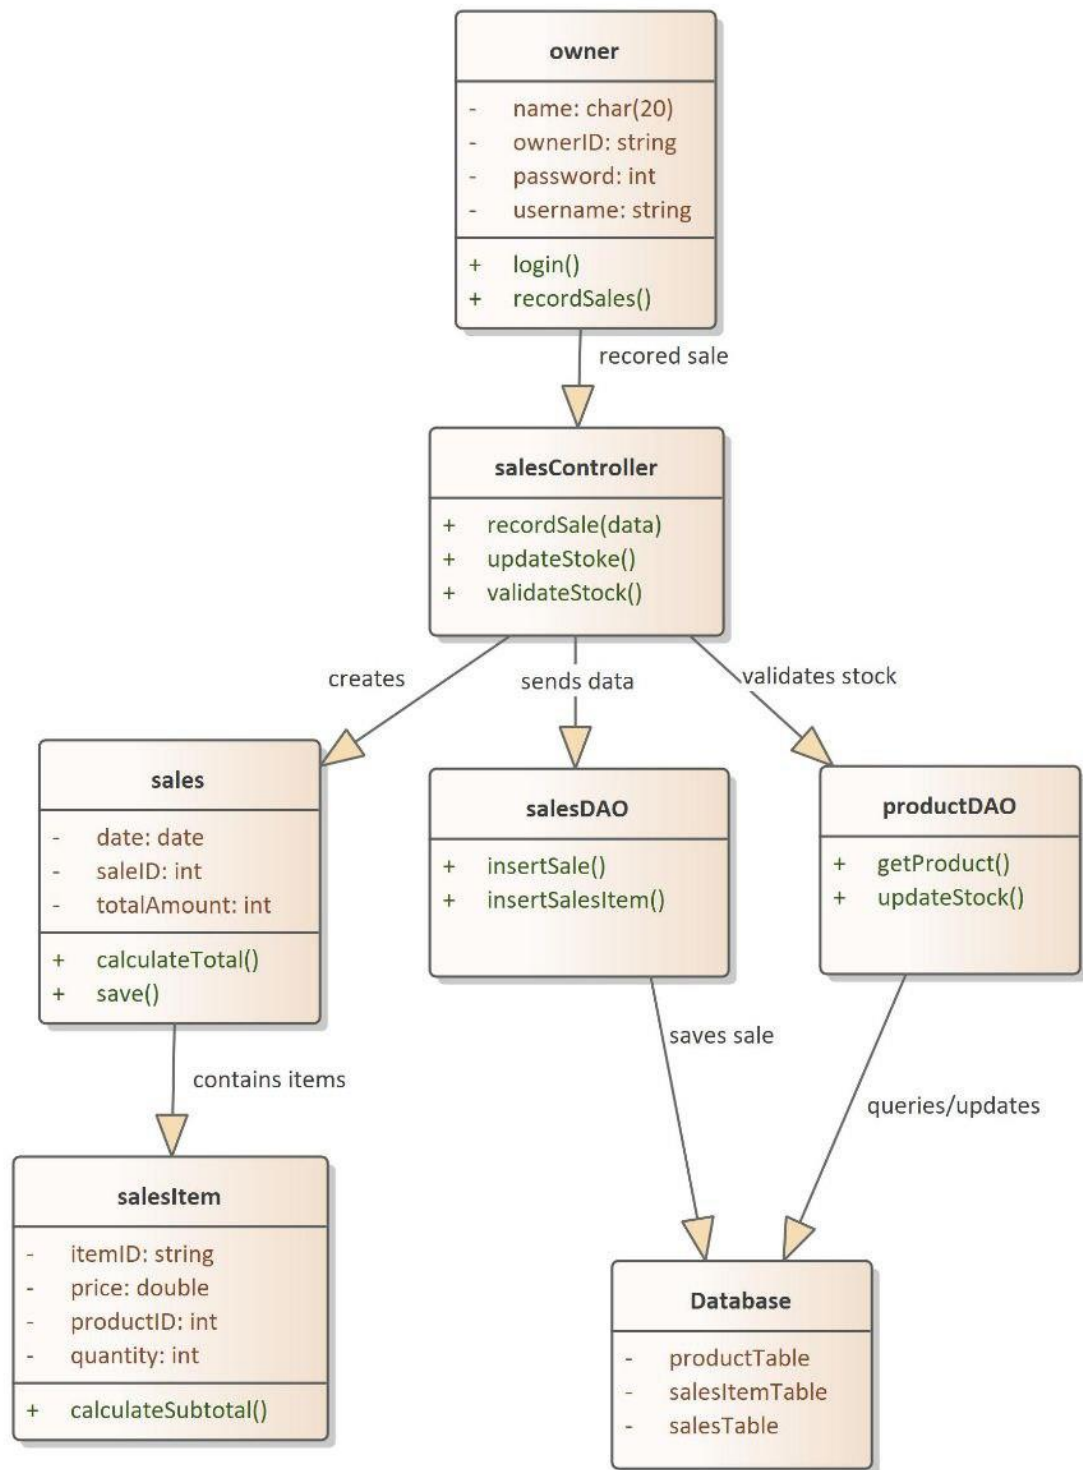 owner
- name: char(20)
- ownerID: string
- password: int
- username: string
+ login()
+ recordSales()
recored sale
salesController
+ recordSale(data)
+ updateStoke()
+ validateStock()
creates
sends data
validates stock
sales
- date: date
- saleID: int
- totalAmount: int
+ calculateTotal()
+ save()
salesDAO
+ insertSale()
+ insertSalesItem()
productDAO
+ getProduct()
+ updateStock()
contains items
saves sale
queries/updates
salesItem
- itemID: string
- price: double
- productID: int
- quantity: int
+ calculateSubtotal()
Database
- productTable
- salesItemTable
- salesTable